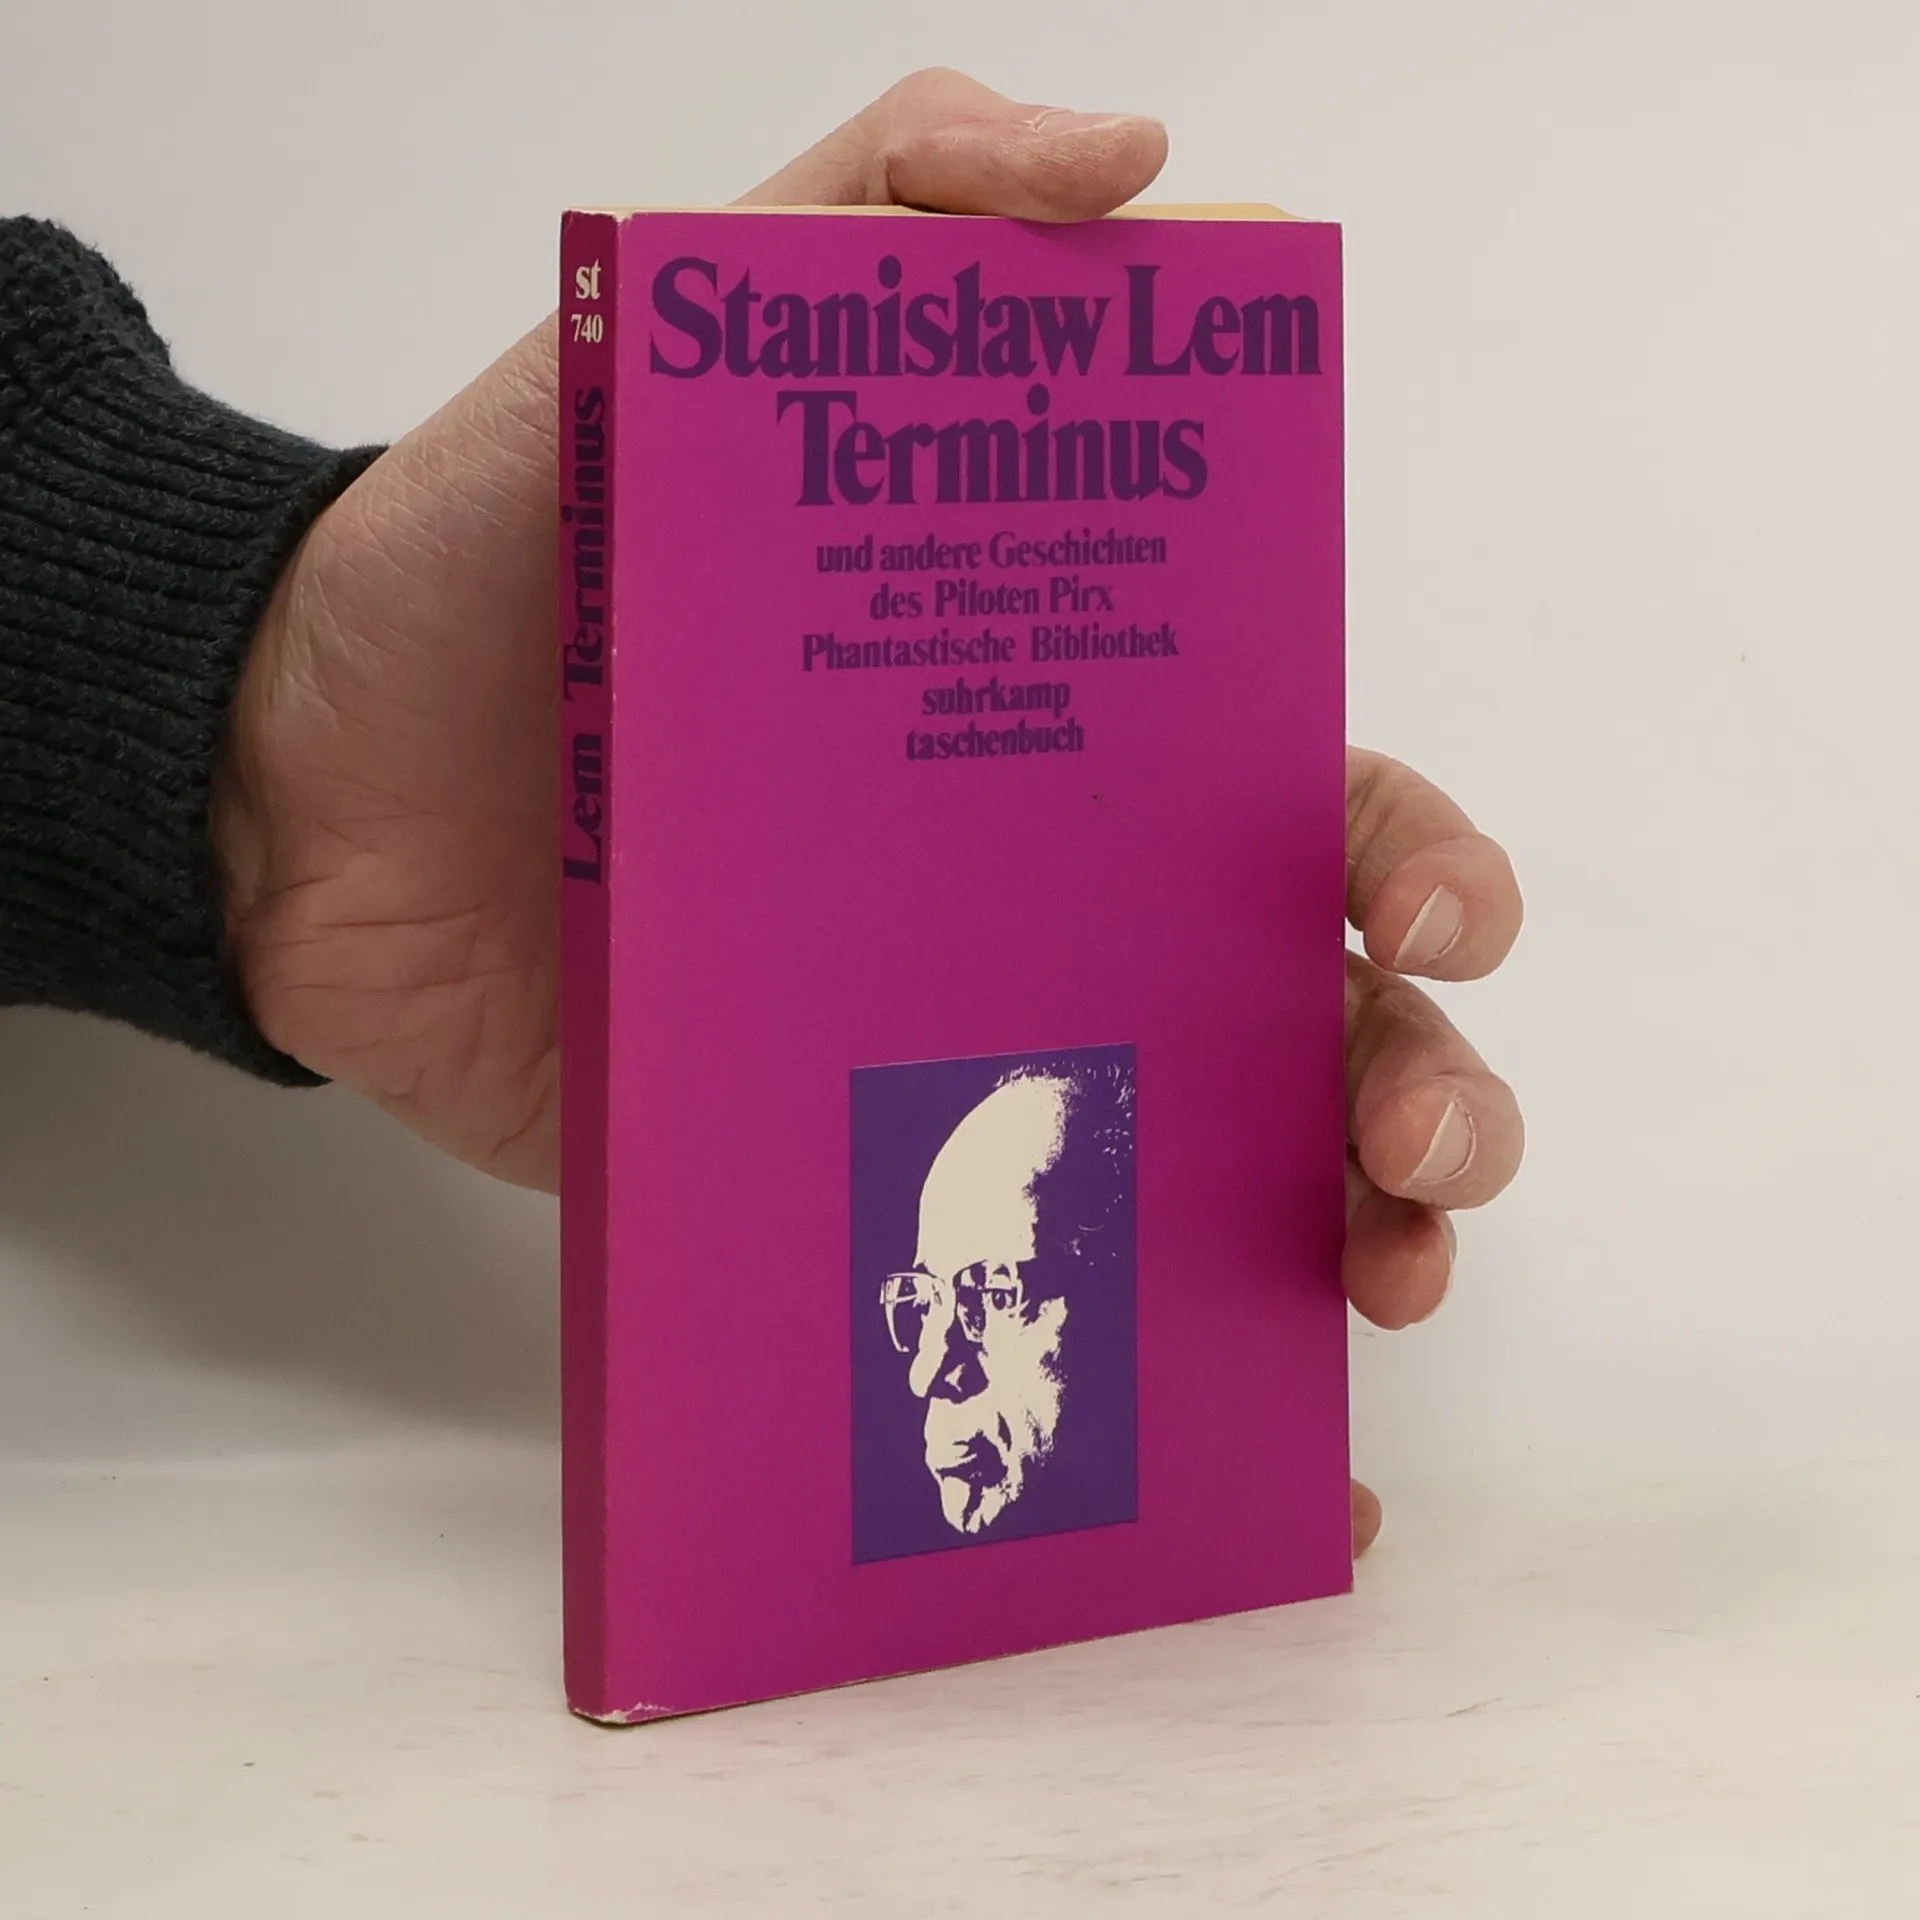 st
740
Lem Terminus
Stanisław Lem
Terminus
und andere Geschichten
des Piloten Pirx
Phantastische Bibliothek
suhrkamp
taschenbuch